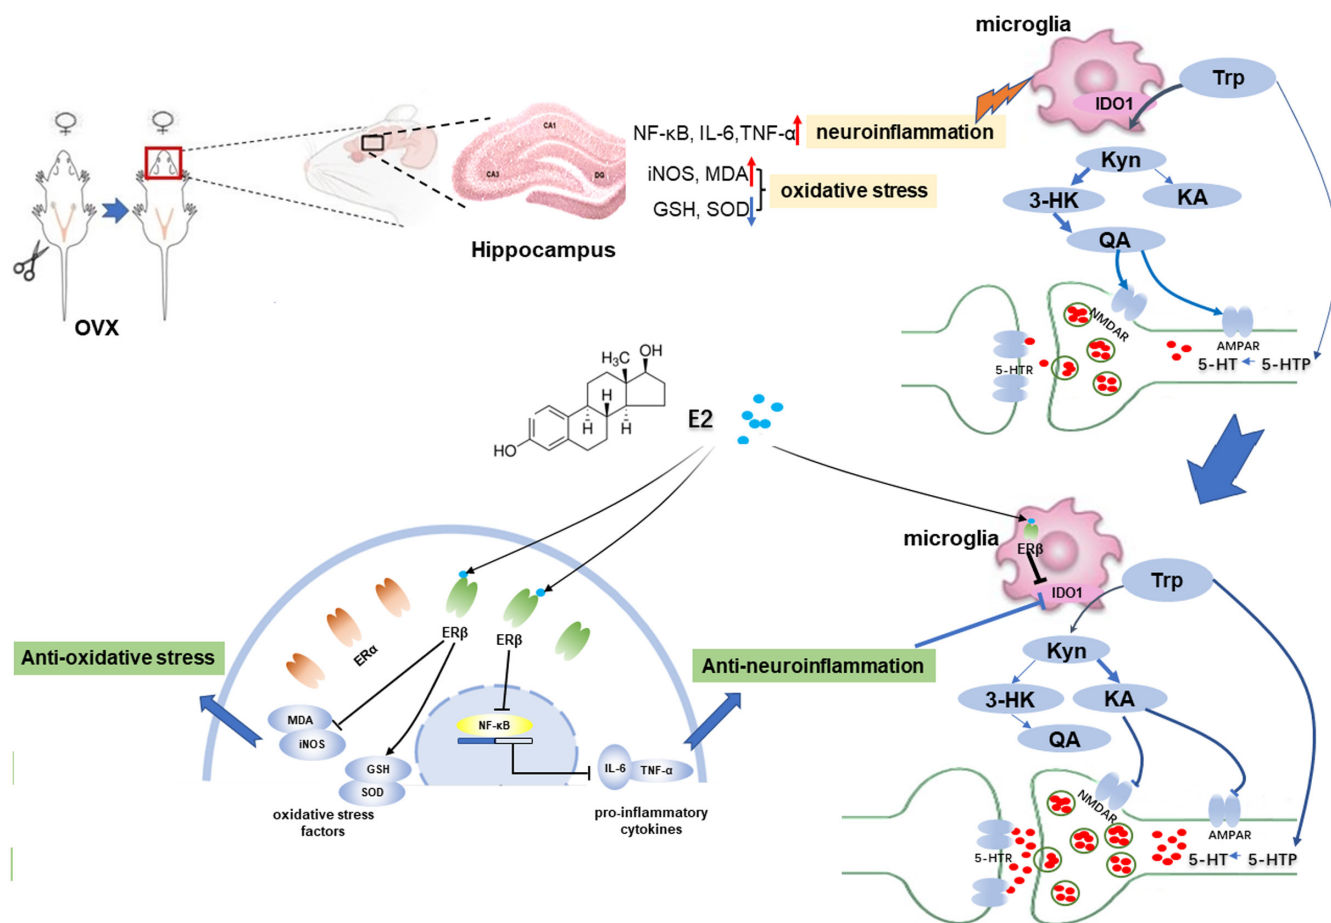 microglia
Trp
IDO1
NF-κB, IL-6,TNF-α
neuroinflammation
iNOS, MDA
GSH, SOD
oxidative stress
CA1
CA3
DG
Hippocampus
OVX
Kyn
3-HK
KA
QA
NMDAR
AMPAR
5-HTR
5-HT
5-HTP
H₃C
OH
H
H
H
HO
E2
microglia
ERβ
IDO1
Trp
Anti-oxidative stress
ERα
ERβ
ERβ
Anti-neuroinflammation
MDA
iNOS
NF-κB
GSH
SOD
IL-6
TNF-α
oxidative stress
factors
pro-inflammatory
cytokines
Kyn
3-HK
KA
QA
NMDAR
AMPAR
5-HTR
5-HT
5-HTP